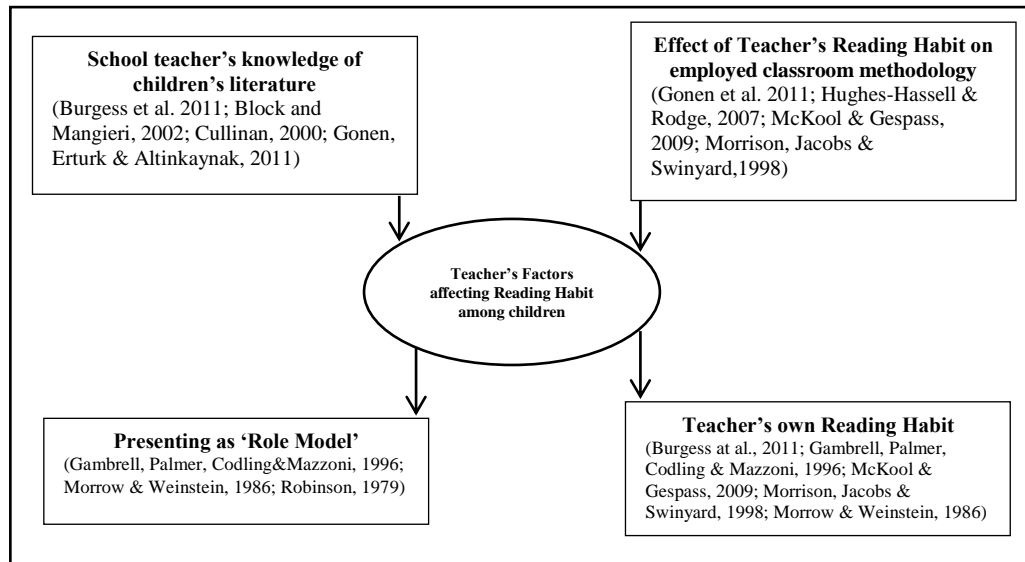 School teacher's knowledge of
children's literature
(Burgess et al. 2011; Block and
Mangieri, 2002; Cullinan, 2000; Gonen,
Erturk & Altinkaynak, 2011)
Effect of Teacher's Reading Habit on
employed classroom methodology
(Gonen et al. 2011; Hughes-Hassell &
Rodge, 2007; McKool & Gespass,
2009; Morrison, Jacobs &
Swinyard,1998)
Teacher's Factors
affecting Reading Habit
among children
Presenting as 'Role Model'
(Gambrell, Palmer, Codling&Mazzoni, 1996;
Morrow & Weinstein, 1986; Robinson, 1979)
Teacher's own Reading Habit
(Burgess at al., 2011; Gambrell, Palmer,
Codling & Mazzoni, 1996; McKool &
Gespass, 2009; Morrison, Jacobs &
Swinyard, 1998; Morrow & Weinstein, 1986)